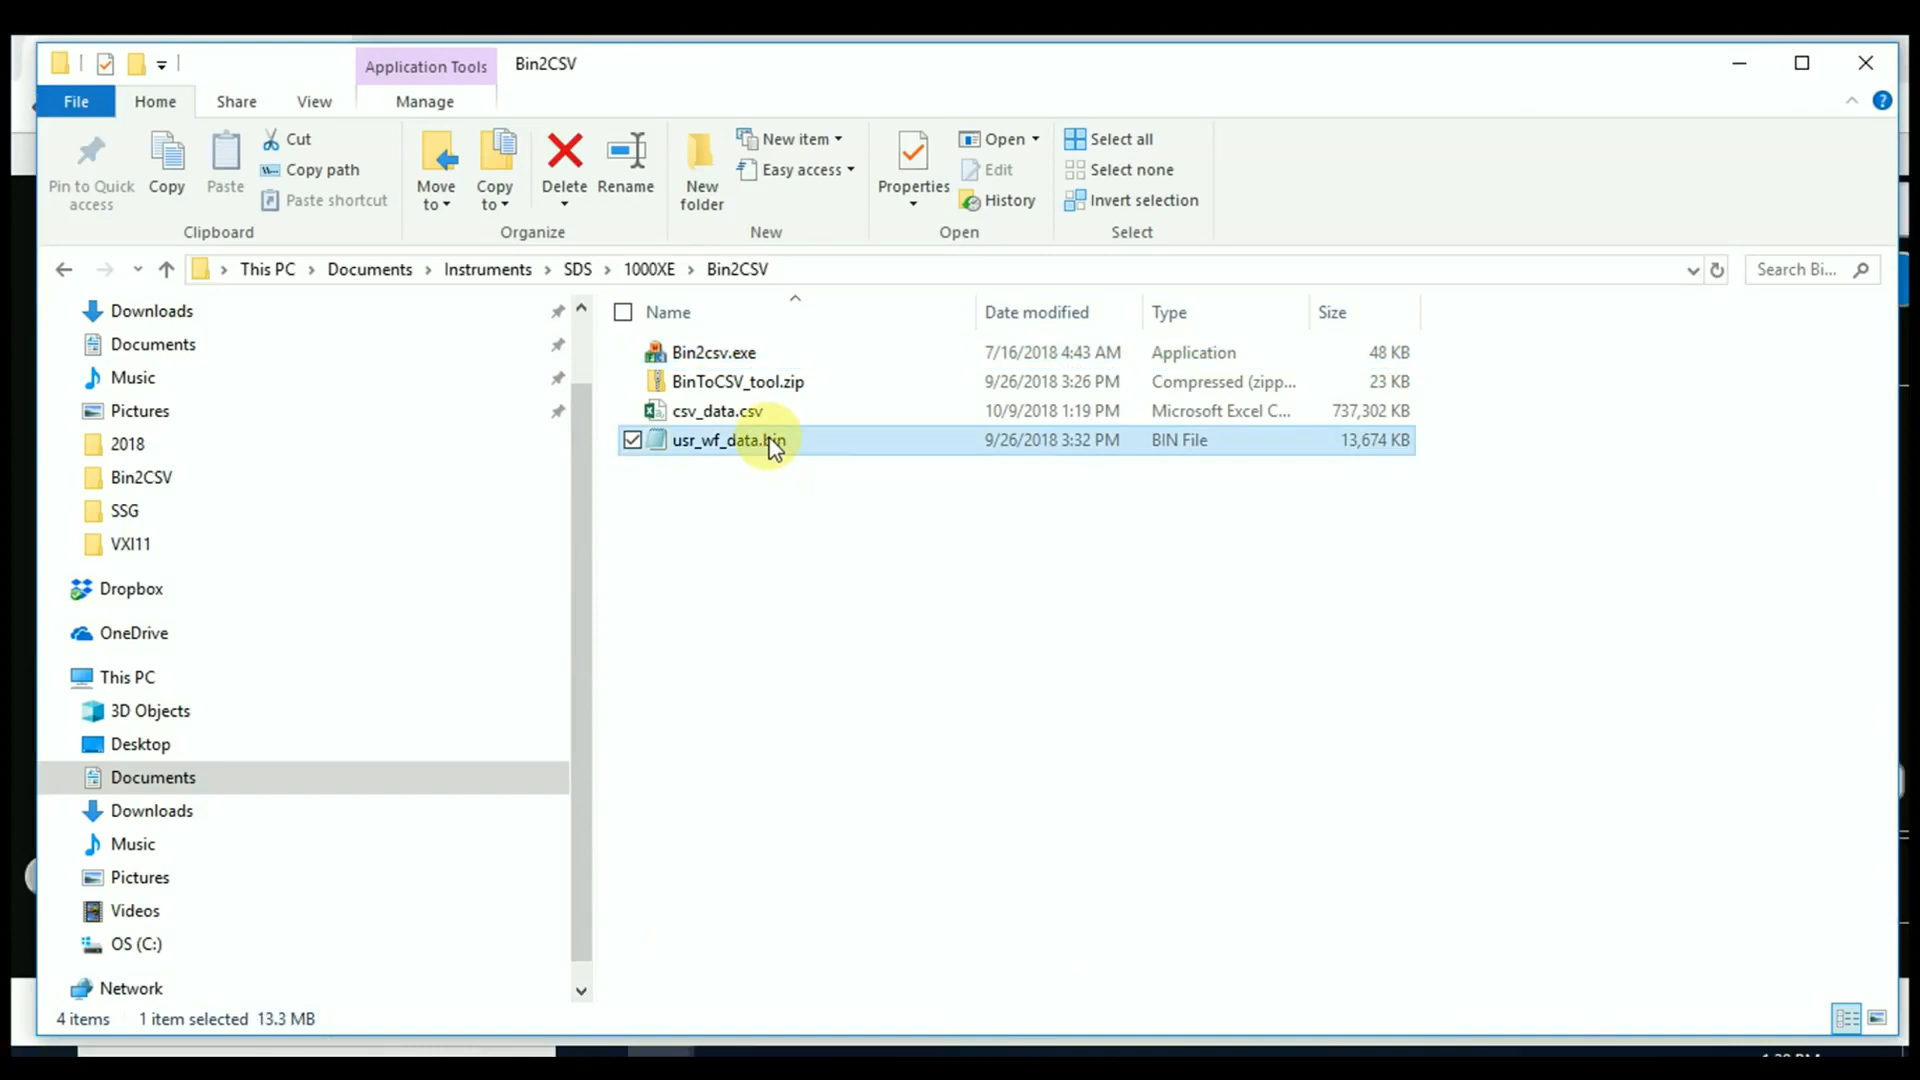 Application Tools
Bin2CSV
File
Home
Share
View
Manage
Pin to Quick access
Copy
Paste
Cut
Copy path
Paste shortcut
Clipboard
Move to
Copy to
Delete
Rename
Organize
New folder
New item
Easy access
New
Properties
Open
Edit
History
Open
Select all
Select none
Invert selection
Select
This PC > Documents > Instruments > SDS > 1000XE > Bin2CSV
Search Bi...
Downloads
Documents
Music
Pictures
2018
Bin2CSV
SSG
VXI11
Dropbox
OneDrive
This PC
3D Objects
Desktop
Documents
Downloads
Music
Pictures
Videos
OS (C:)
Network
Name Date modified Type Size
Bin2csv.exe 7/16/2018 4:43 AM Application 48 KB
BinToCSV_tool.zip 9/26/2018 3:26 PM Compressed (zipp... 23 KB
csv_data.csv 10/9/2018 1:19 PM Microsoft Excel C... 737,302 KB
usr_wf_data.bin 9/26/2018 3:32 PM BIN File 13,674 KB
4 items 1 item selected 13.3 MB